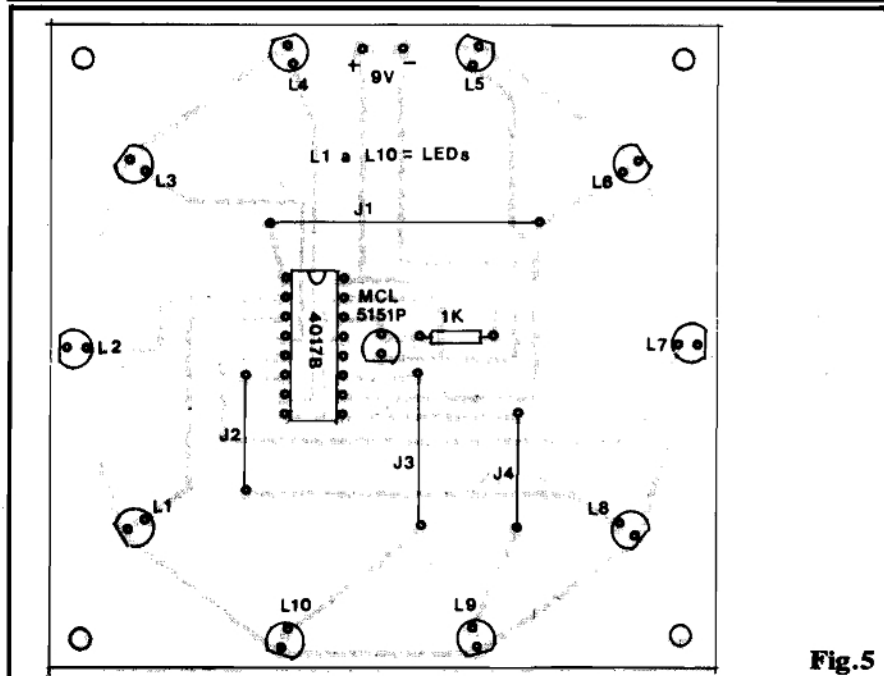 L4
+ −
9V
L5
L3
L1 a L10 = LEDs
L6
J1
MCL
5151P
1K
4017B
L2
L7
J2
J3
J4
L1
L8
L10
L9
Fig.5